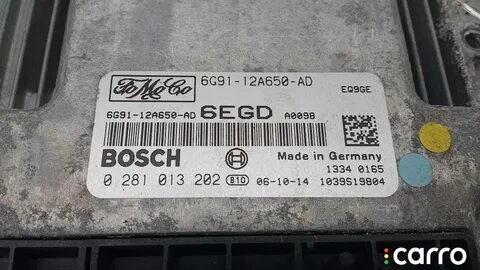 FoMoCo 6G91-12A650-AD EQ9GE
6G91-12A650-AD 6EGD A0098
BOSCH Made in Germany
1334 0165
0 281 013 202 810 06-10-14 1039S19804
carro